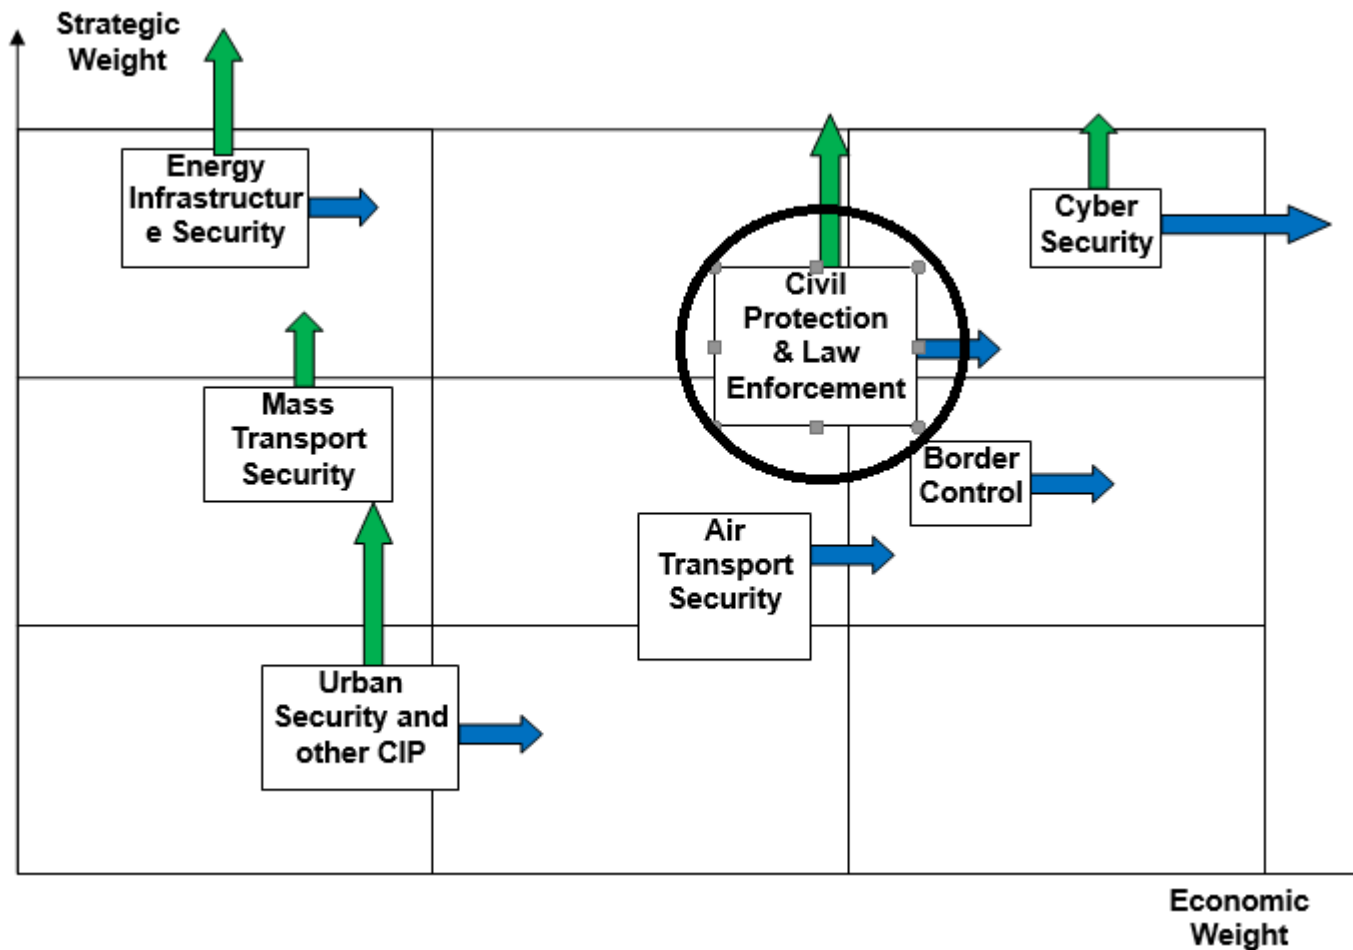 Strategic
Weight
Energy
Infrastructur
e Security
Cyber
Security
Civil
Protection
& Law
Enforcement
Mass
Transport
Security
Border
Control
Air
Transport
Security
Urban
Security and
other CIP
Economic
Weight